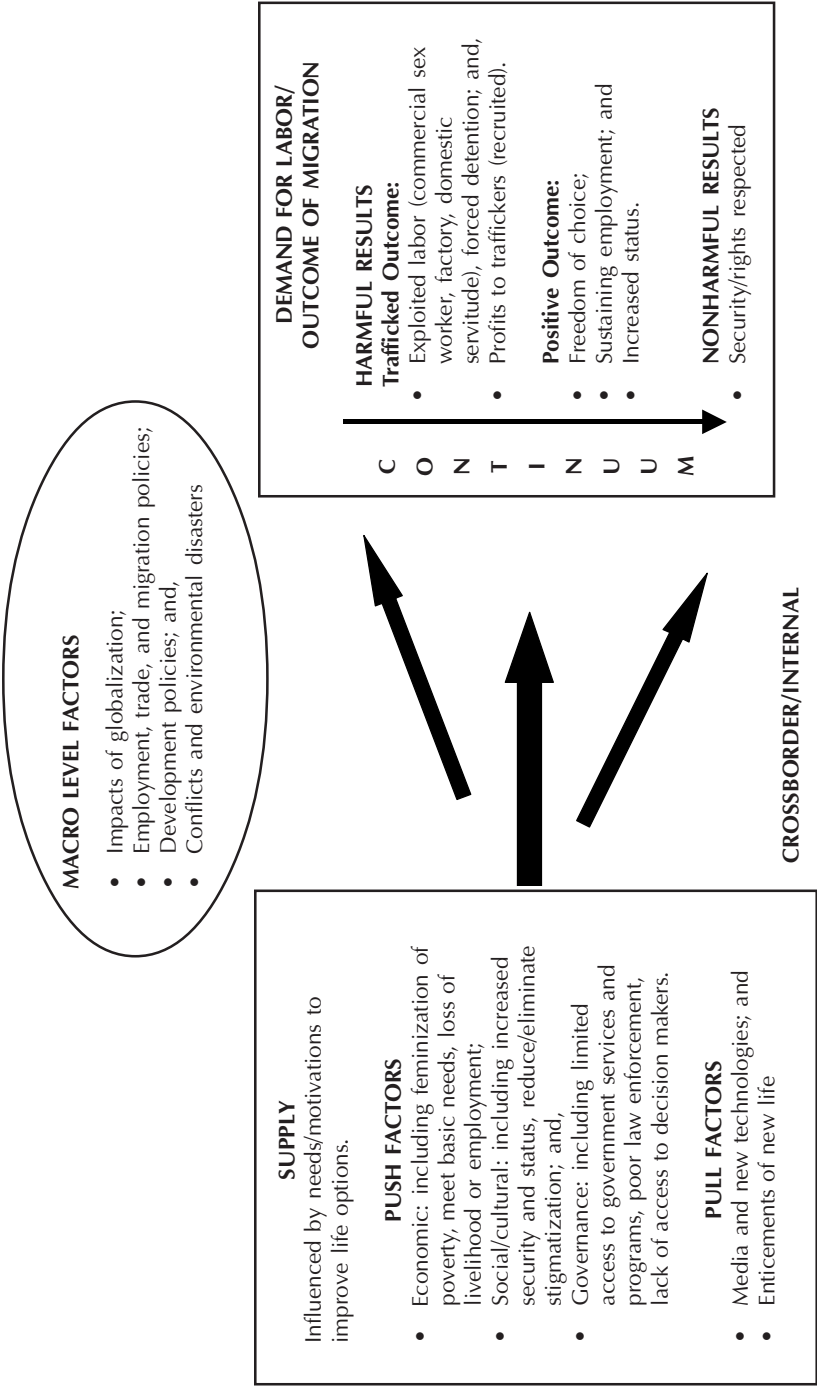 MACRO LEVEL FACTORS
• Impacts of globalization;
• Employment, trade, and migration policies;
• Development policies; and,
• Conflicts and environmental disasters
SUPPLY
Influenced by needs/motivations to
improve life options.
PUSH FACTORS
• Economic: including feminization of
poverty, meet basic needs, loss of
livelihood or employment;
• Social/cultural: including increased
security and status, reduce/eliminate
stigmatization; and,
• Governance: including limited
access to government services and
programs, poor law enforcement,
lack of access to decision makers.
PULL FACTORS
• Media and new technologies; and
• Enticements of new life
CROSSBORDER/INTERNAL
DEMAND FOR LABOR/
OUTCOME OF MIGRATION
C
O
N
T
I
N
U
U
M
HARMFUL RESULTS
Trafficked Outcome:
• Exploited labor (commercial sex
worker, factory, domestic
servitude), forced detention; and,
• Profits to traffickers (recruited).
Positive Outcome:
• Freedom of choice;
• Sustaining employment; and
• Increased status.
NONHARMFUL RESULTS
• Security/rights respected